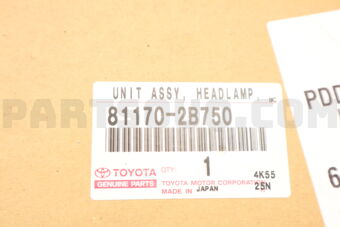 UNIT ASSY, HEADLAMP,
81170-2B750
TOYOTA
GENUINE PARTS
QTY:
1
4K55
TOYOTA MOTOR CORPORATION
25N
MADE IN JAPAN
PDD
6
PartSouq